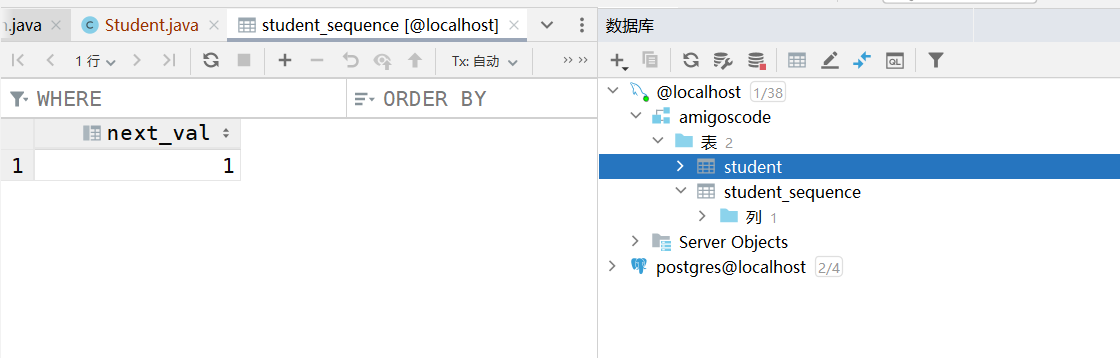 n.java Student.java student_sequence [@localhost]
1 行 Tx: 自动
WHERE ORDER BY
next_val
1 1
数据库
QL
@localhost 1/38
amigoscode
表 2
student
student_sequence
列 1
Server Objects
postgres@localhost 2/4